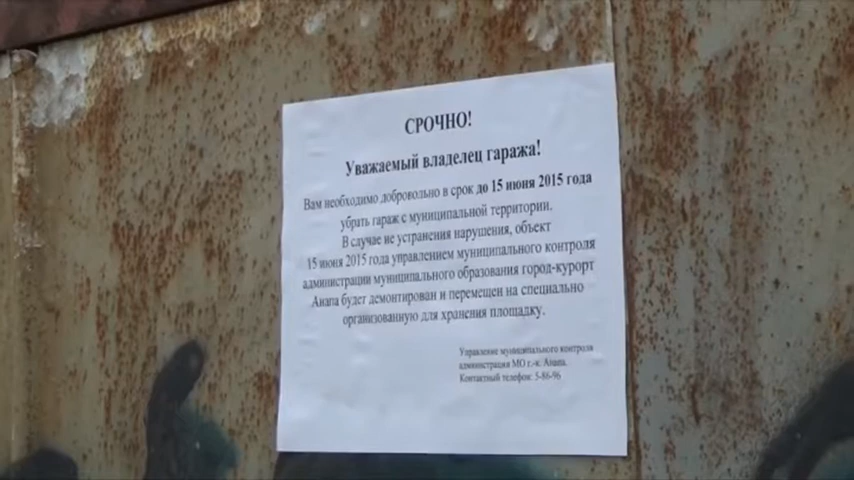 СРОЧНО!
Уважаемый владелец гаража!
Вам необходимо добровольно в срок до 15 июня 2015 года
убрать гараж с муниципальной территории.
В случае не устранения нарушения, объект
15 июня 2015 года управлением муниципального контроля
администрации муниципального образования город-курорт
Анапа будет демонтирован и перемещен на специально
организованную для хранения площадку.
Управление муниципального контроля
администрация МО г.-к. Анапа.
Контактный телефон: 5-86-96